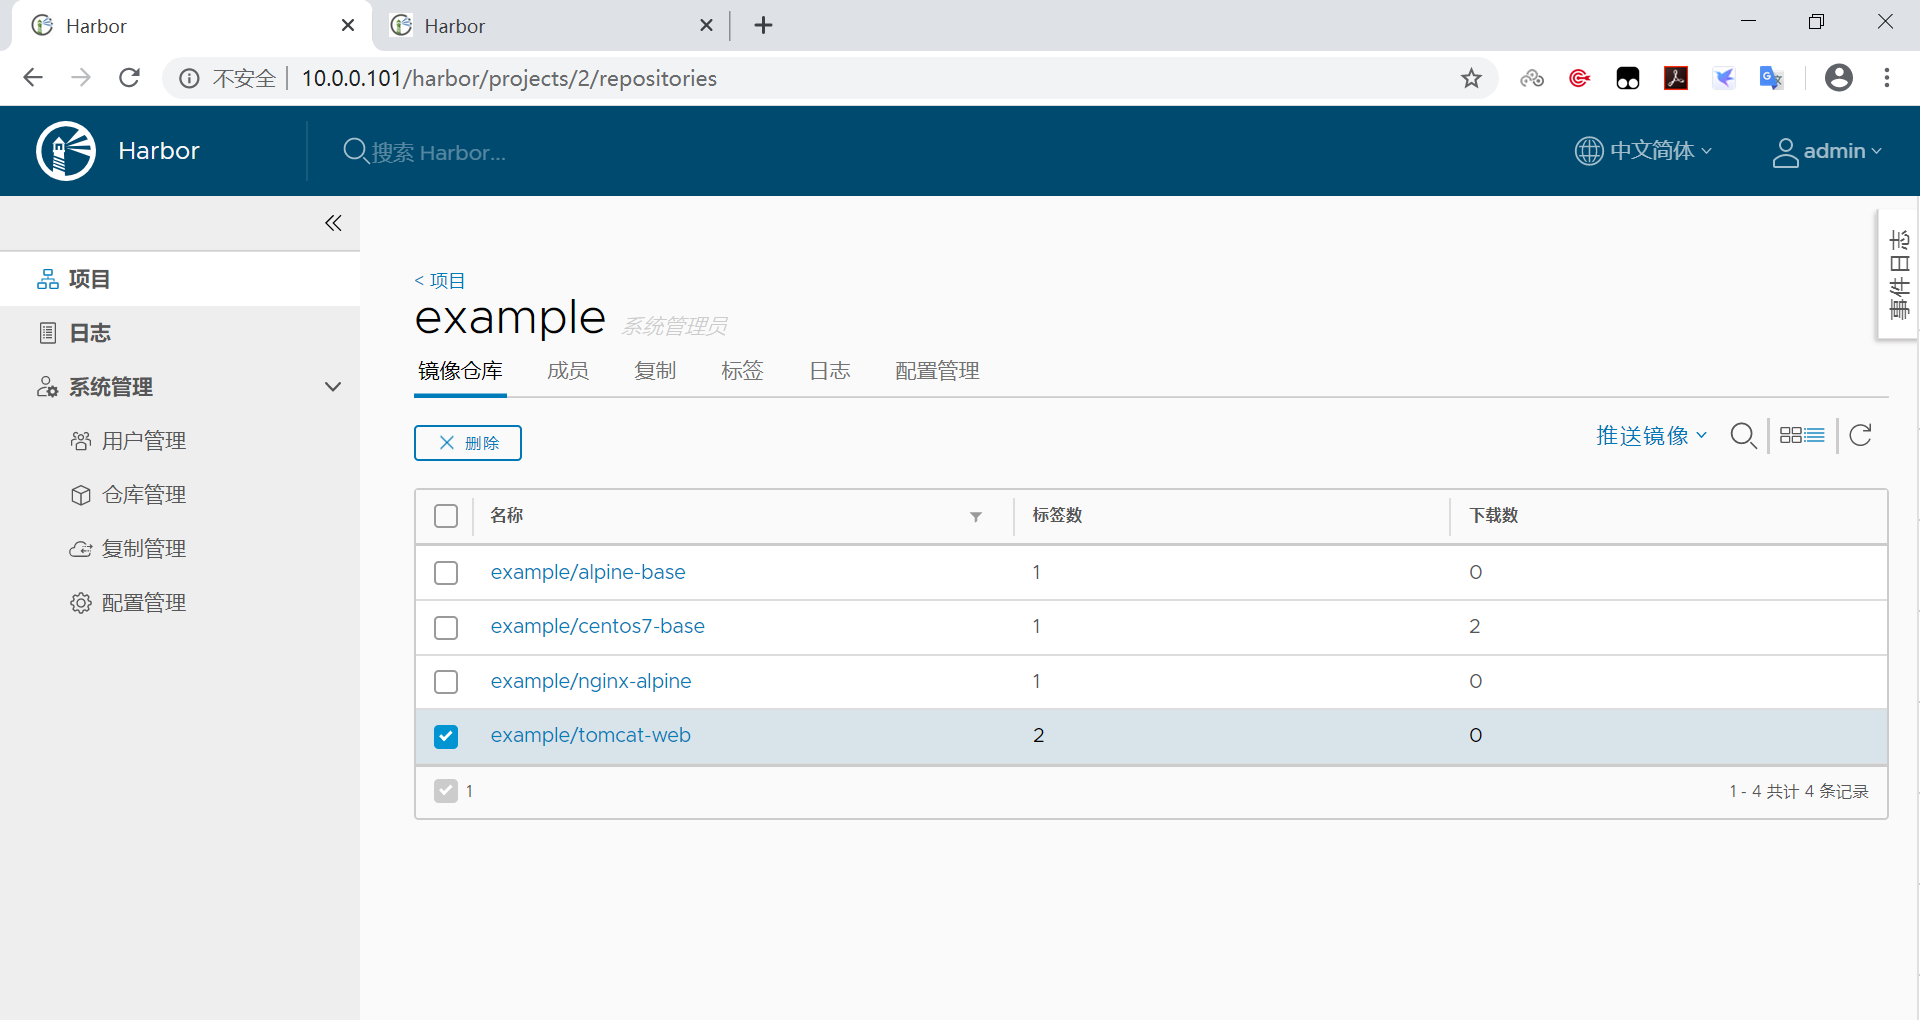 Harbor
Harbor
不安全 10.0.0.101/harbor/projects/2/repositories
Harbor
搜索 Harbor...
中文简体
admin
事件日志
项目
日志
系统管理
用户管理
仓库管理
复制管理
配置管理
< 项目
example 系统管理员
镜像仓库 成员 复制 标签 日志 配置管理
删除
推送镜像
名称 标签数 下载数
example/alpine-base 1 0
example/centos7-base 1 2
example/nginx-alpine 1 0
example/tomcat-web 2 0
1
1 - 4 共计 4 条记录